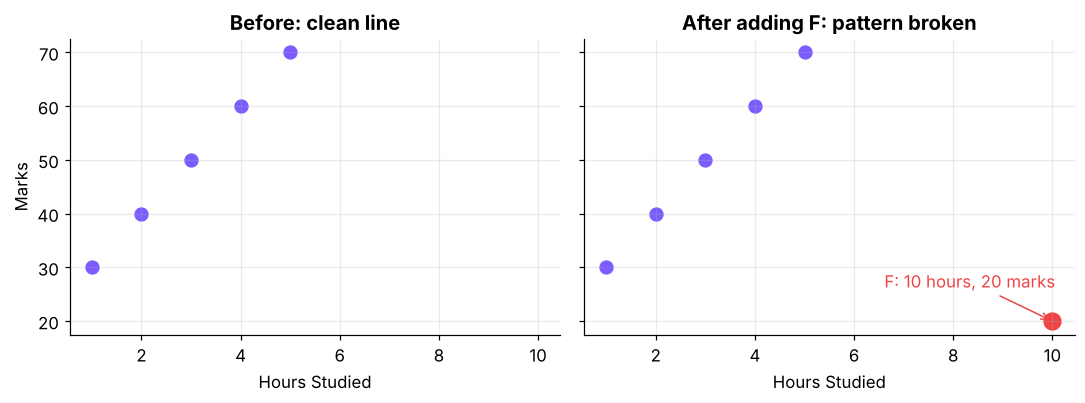 Before: clean line
70
60
50
40
30
20
Marks
2 4 6 8 10
Hours Studied
After adding F: pattern broken
F: 10 hours, 20 marks
2 4 6 8 10
Hours Studied